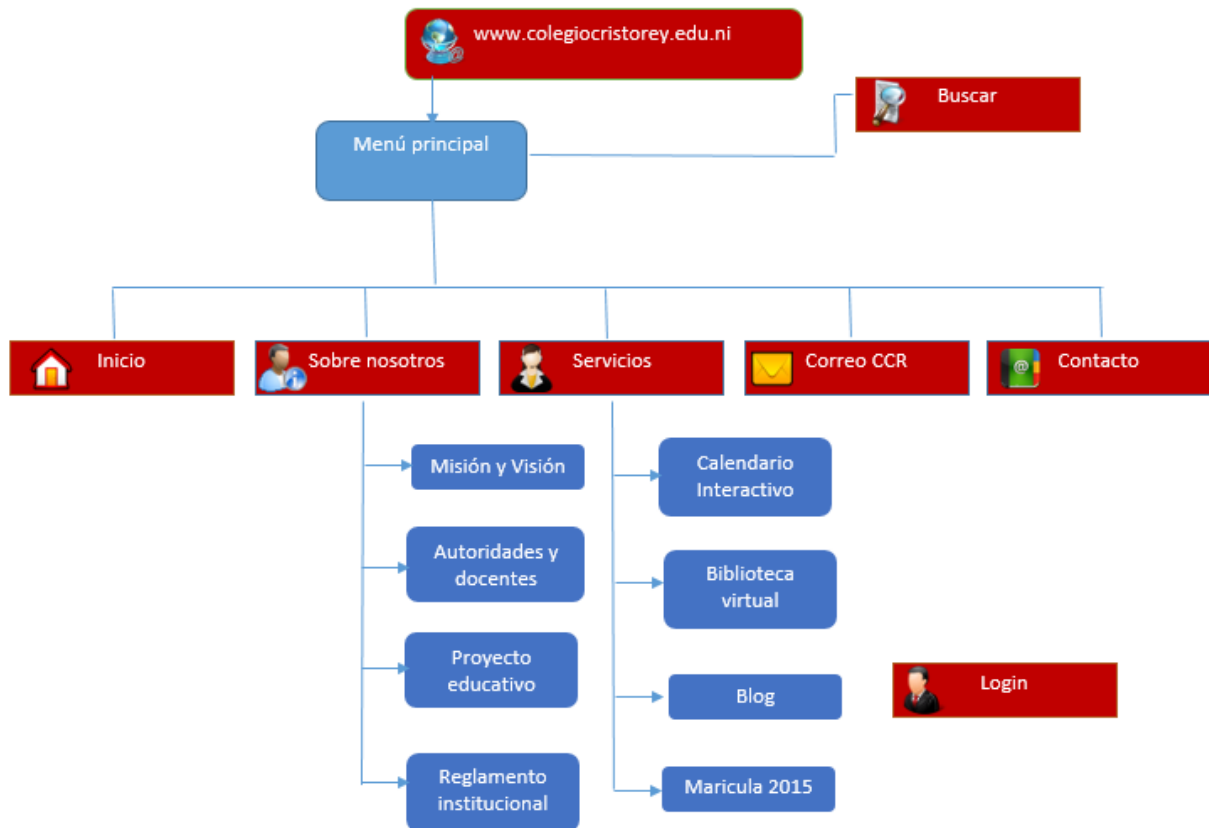 www.colegiocristorey.edu.ni
Buscar
Menú principal
Inicio
Sobre nosotros
Servicios
Correo CCR
Contacto
Misión y Visión
Autoridades y
docentes
Proyecto
educativo
Reglamento
institucional
Calendario
Interactivo
Biblioteca
virtual
Blog
Maricula 2015
Login